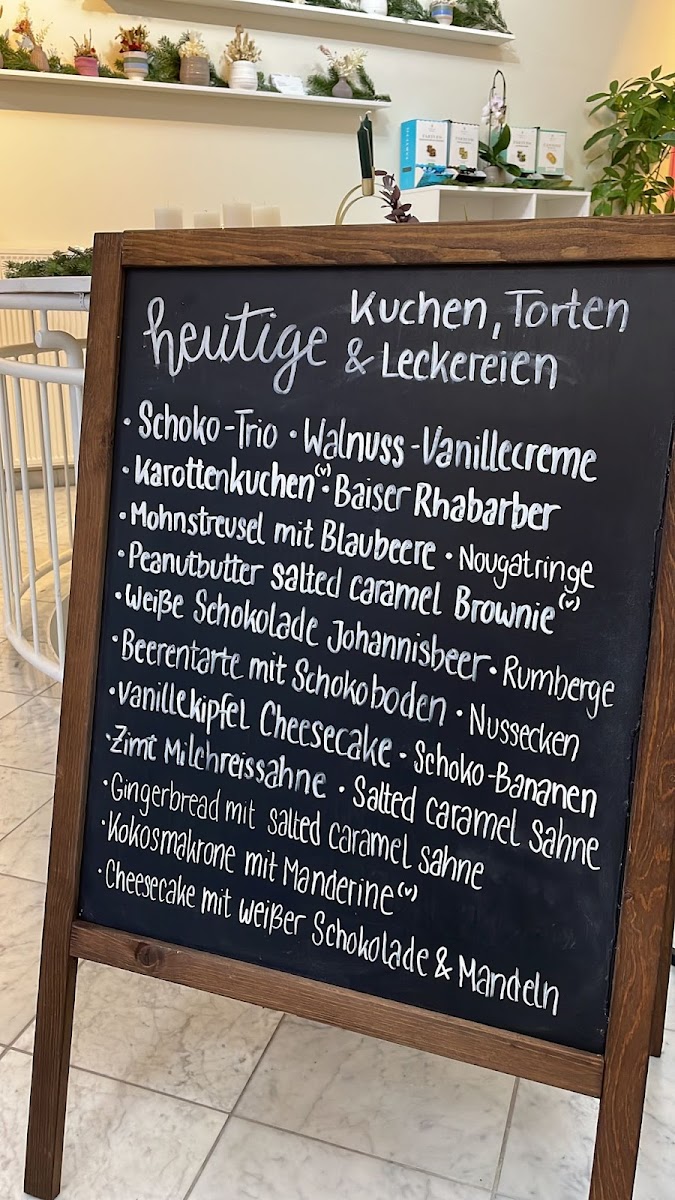 heutige Kuchen, Torten
& Leckereien
· Schoko-Trio · Walnuss-Vanillecreme
· Karottenkuchen (v) · Baiser Rhabarber
· Mohnstreusel mit Blaubeere · Nougatringe
· Peanutbutter salted caramel Brownie (v)
· Weiße Schokolade Johannisbeer · Rumberge
· Beerentarte mit Schokoboden · Nussecken
· Vanillekipfel Cheesecake · Schoko-Bananen
· Zimt Milchreissahne · Salted caramel Sahne
· Gingerbread mit salted caramel sahne
· Kokosmakrone mit Manderine (v)
· Cheesecake mit weißer Schokolade & Mandeln